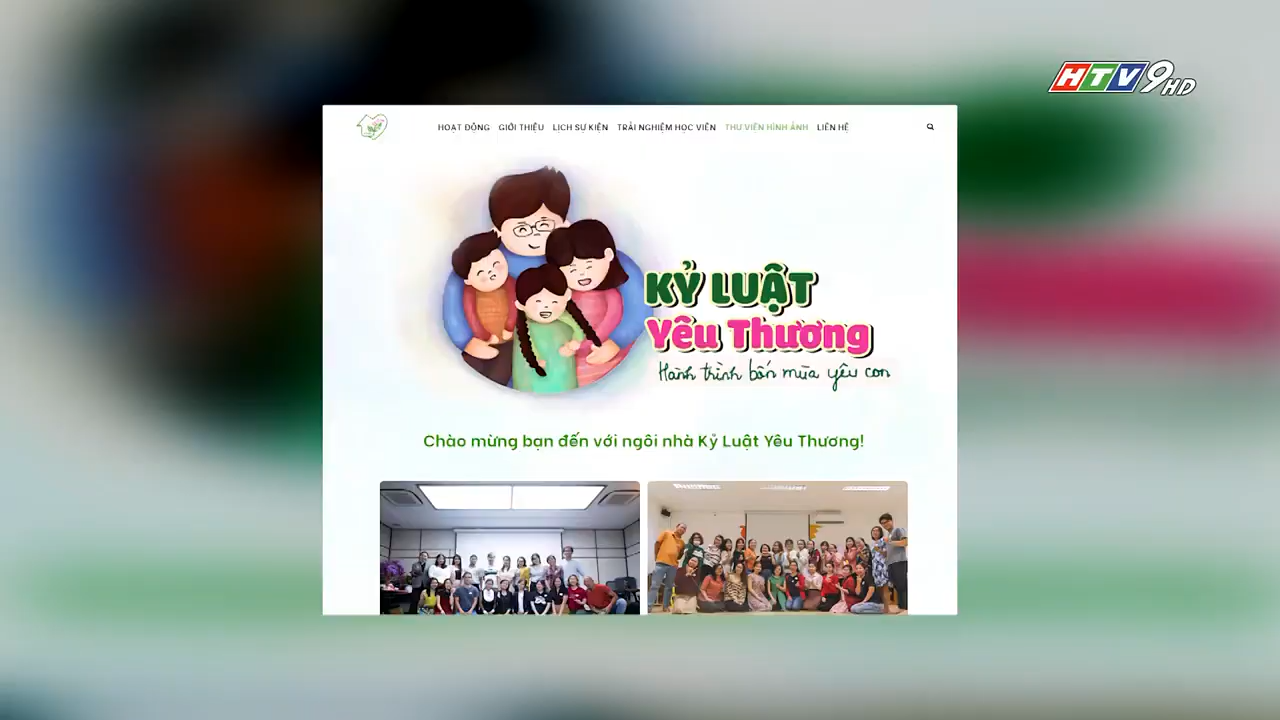 HTV9 HD
HOẠT ĐỘNG GIỚI THIỆU LỊCH SỰ KIỆN TRẢI NGHIỆM HỌC VIÊN THƯ VIỆN HÌNH ẢNH LIÊN HỆ
KỶ LUẬT
Yêu Thương
Hành trình bốn mùa yêu con
Chào mừng bạn đến với ngôi nhà Kỷ Luật Yêu Thương!